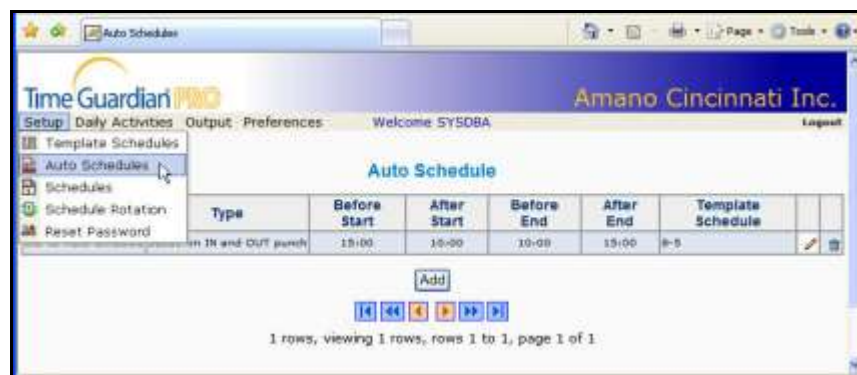 Auto Schedules
Page
Tools
Time Guardian PRO
Amano Cincinnati Inc.
Setup Daily Activities Output Preferences Welcome SYSDBA Logout
Template Schedules
Auto Schedules
Schedules
Schedule Rotation
Reset Password
Auto Schedule
Type Before Start After Start Before End After End Template Schedule
on IN and OUT punch 15:00 10:00 10:00 15:00 8-5
Add
1 rows, viewing 1 rows, rows 1 to 1, page 1 of 1